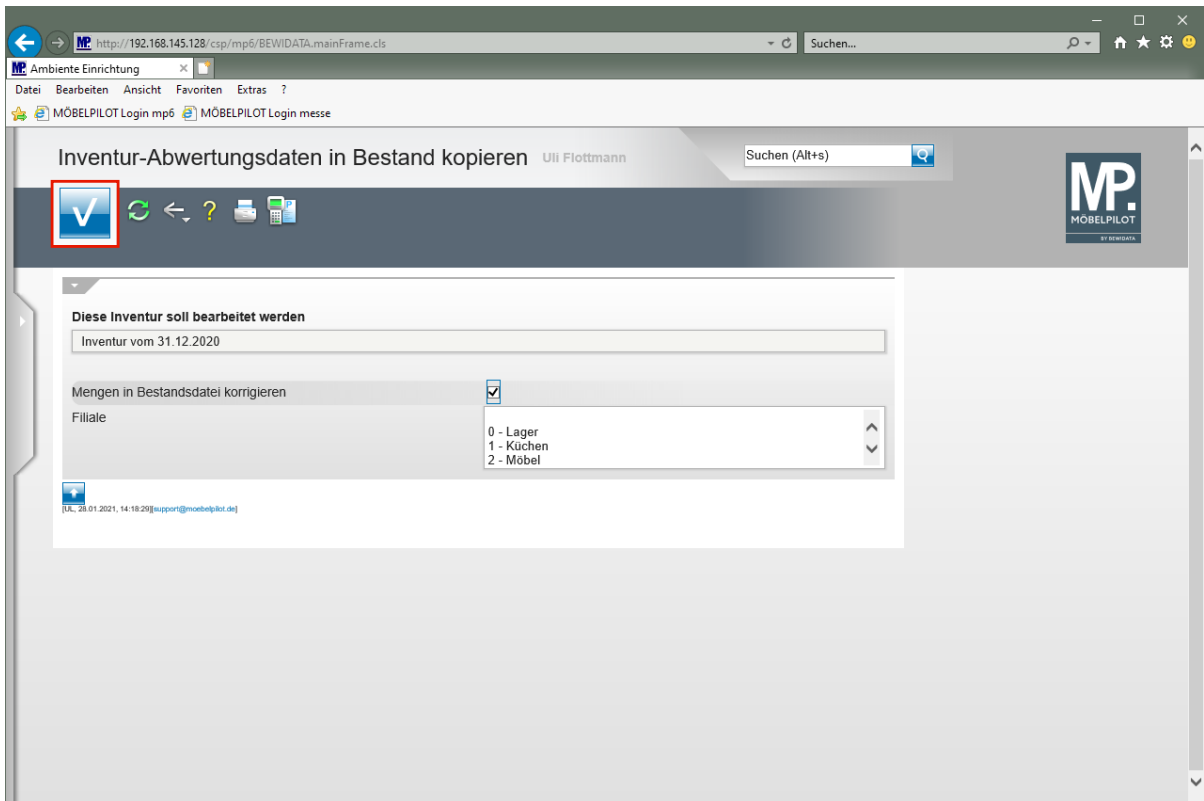 http://192.168.145.128/csp/mp6/BEWIDATA.mainFrame.cls
Suchen...
MP. Ambiente Einrichtung
Datei Bearbeiten Ansicht Favoriten Extras ?
MÖBELPILOT Login mp6 MÖBELPILOT Login messe
Inventur-Abwertungsdaten in Bestand kopieren Uli Flottmann
Suchen (Alt+s)
MP.
MÖBELPILOT
BY BEWIDATA
Diese Inventur soll bearbeitet werden
Inventur vom 31.12.2020
Mengen in Bestandsdatei korrigieren
Filiale
0 - Lager
1 - Küchen
2 - Möbel
[UL, 28.01.2021, 14:18:29][support@moebelpilot.de]